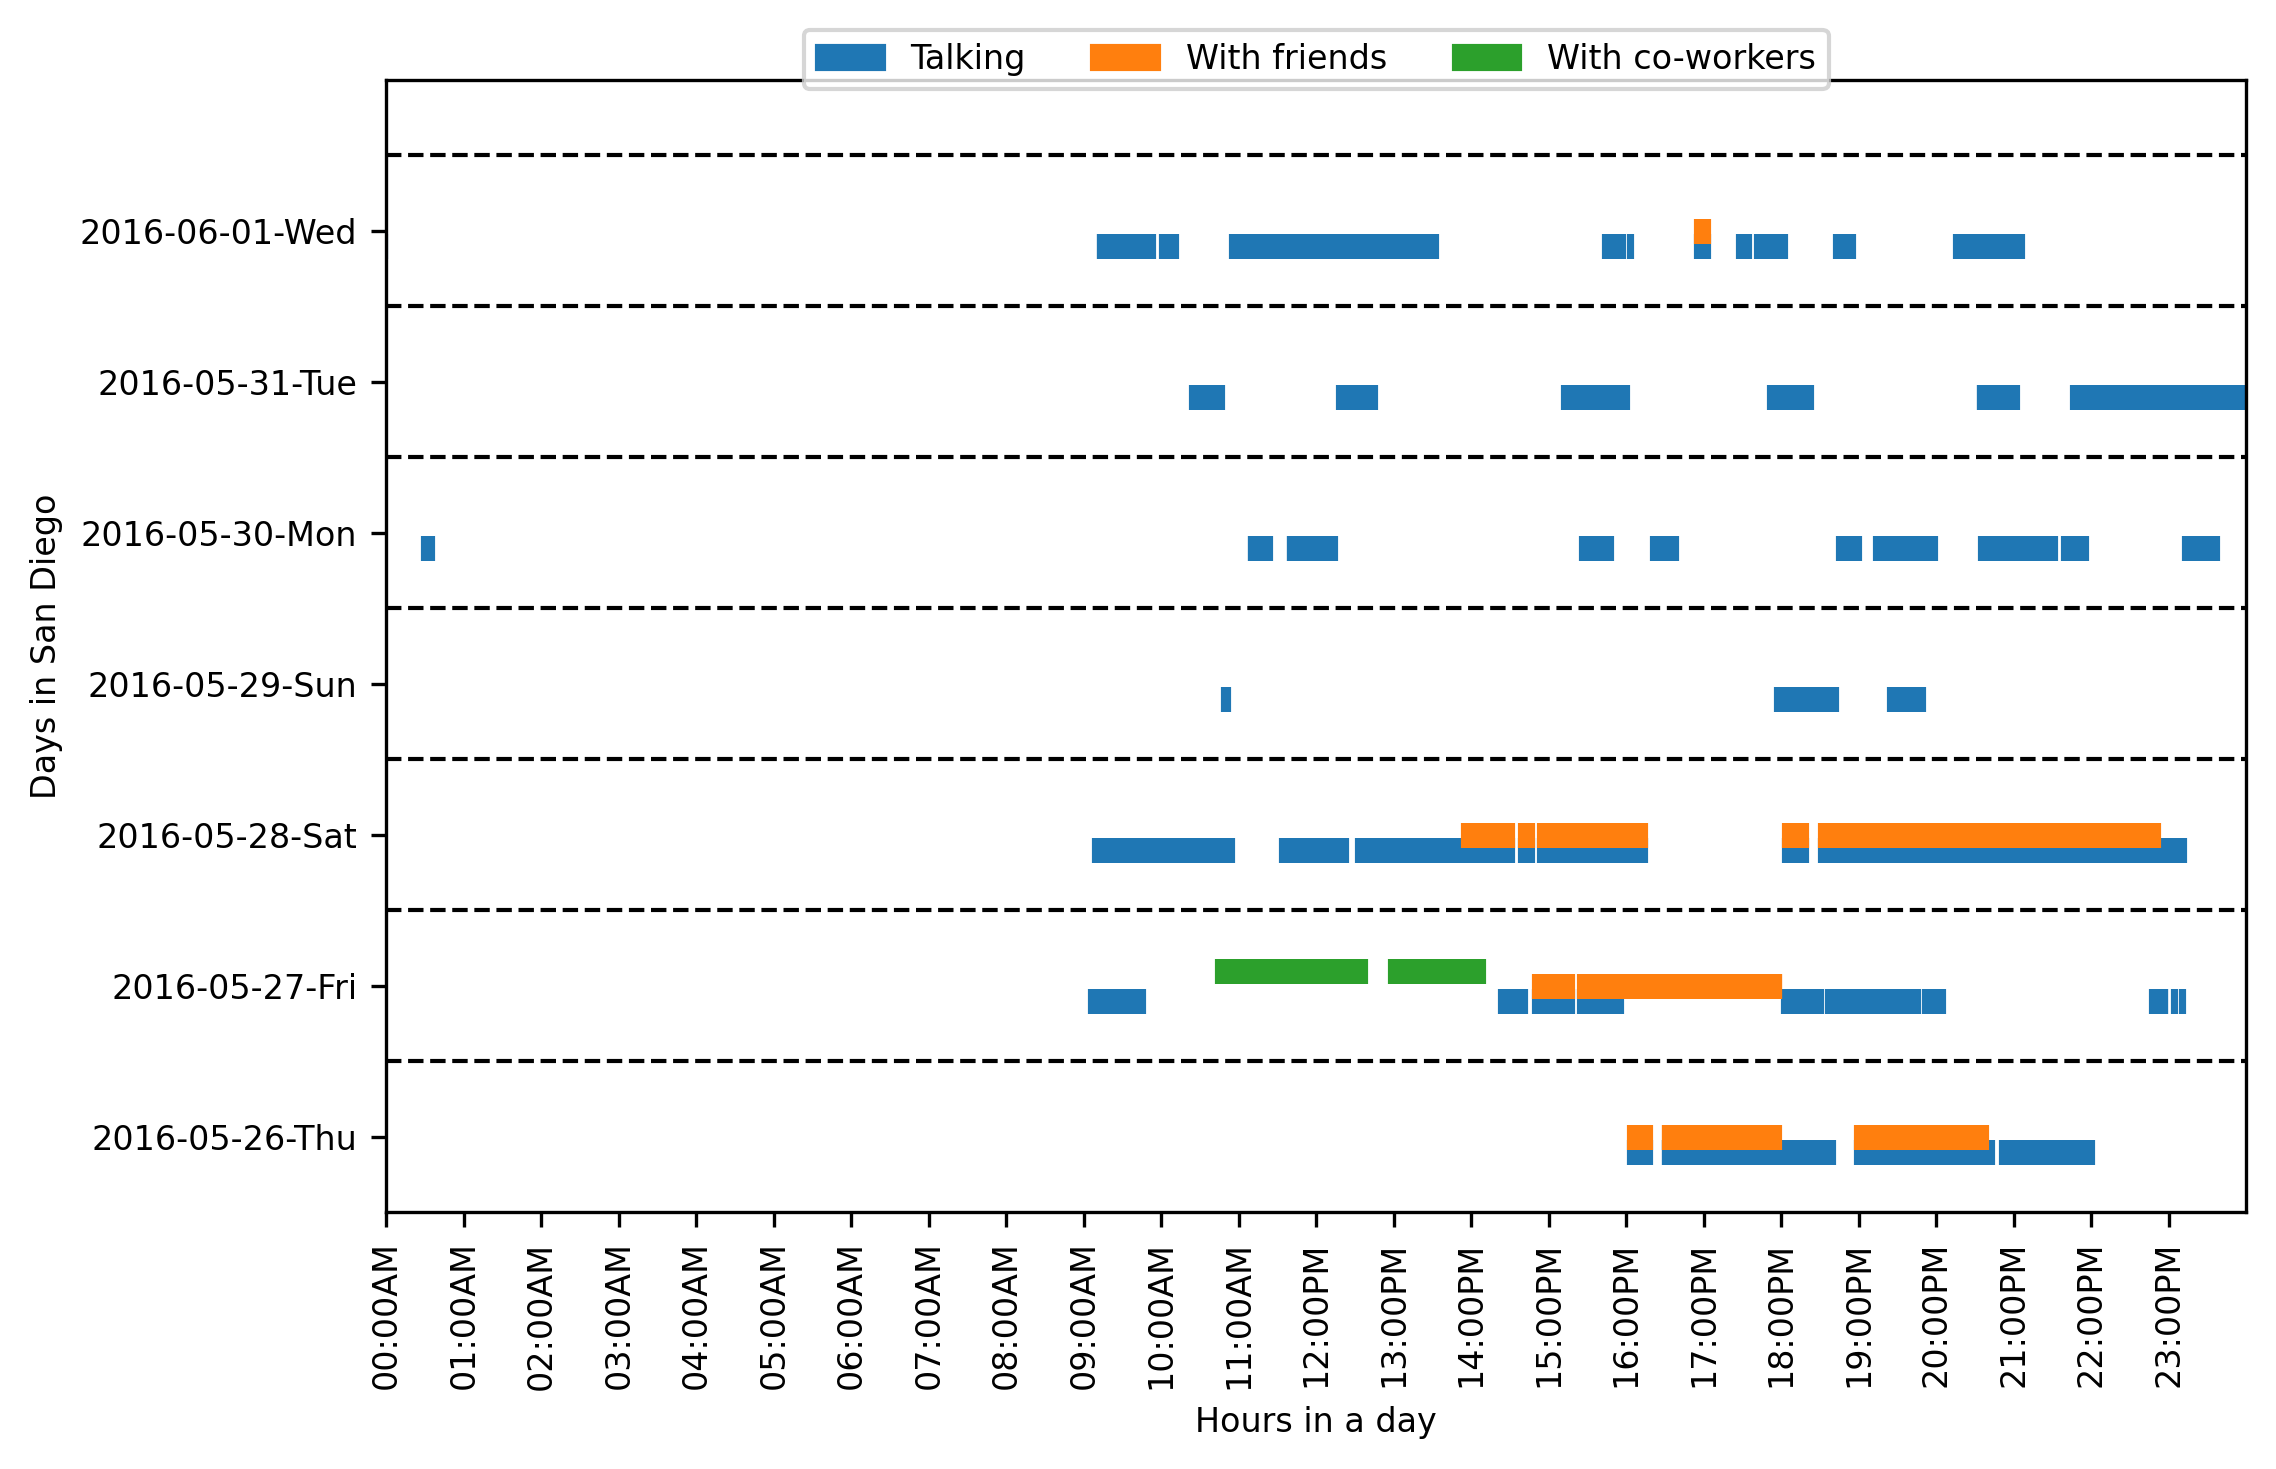 Talking With friends With co-workers
2016-06-01-Wed
2016-05-31-Tue
2016-05-30-Mon
2016-05-29-Sun
2016-05-28-Sat
2016-05-27-Fri
2016-05-26-Thu
Days in San Diego
00:00AM
01:00AM
02:00AM
03:00AM
04:00AM
05:00AM
06:00AM
07:00AM
08:00AM
09:00AM
10:00AM
11:00AM
12:00PM
13:00PM
14:00PM
15:00PM
16:00PM
17:00PM
18:00PM
19:00PM
20:00PM
21:00PM
22:00PM
23:00PM
Hours in a day